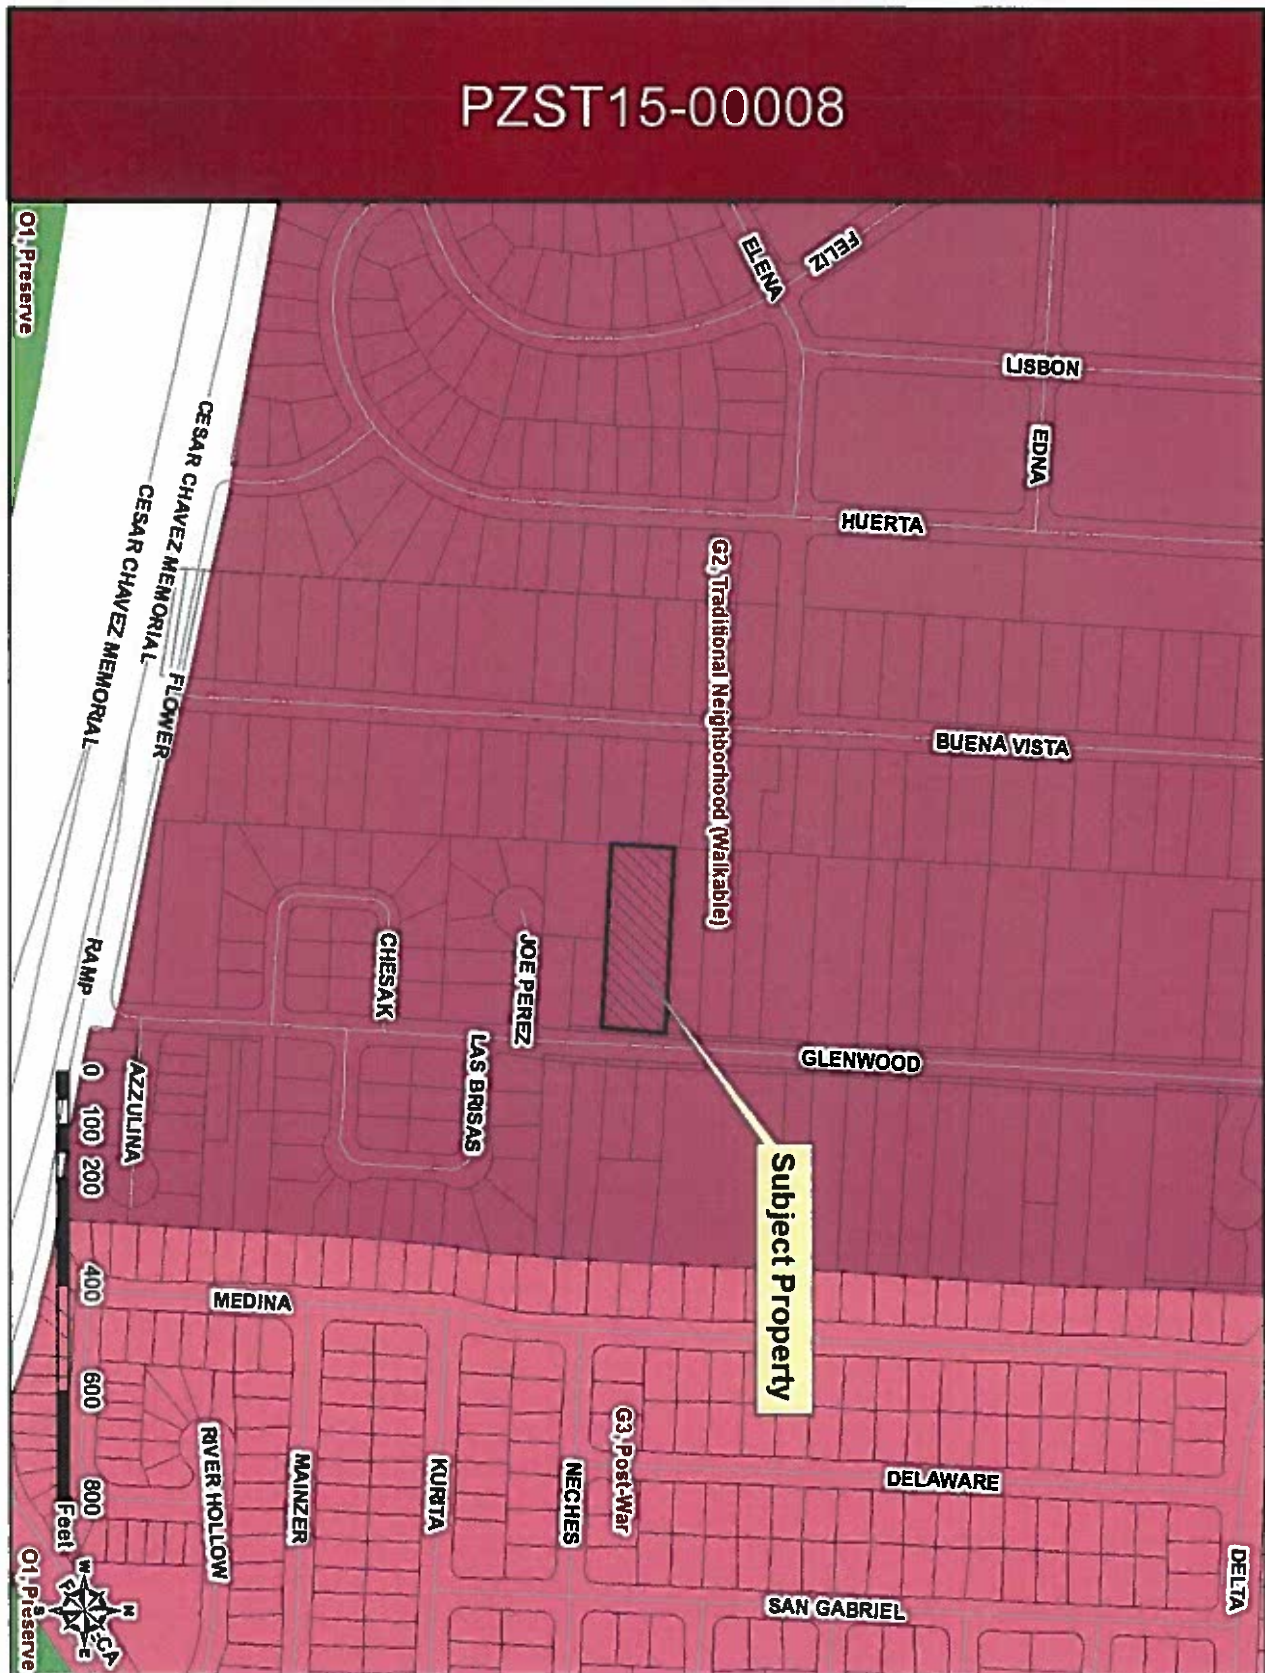 PZST15-00008
O1, Preserve
ELENA
FELIZ
LISBON
EDNA
HUERTA
CESAR CHAVEZ MEMORIAL
CESAR CHAVEZ MEMORIAL
FLOWER
G2, Traditional Neighborhood (Walkable)
BUENA VISTA
RAMP
CHESAK
JOE PEREZ
LAS BRISAS
GLENWOOD
AZZULINA
Subject Property
MEDINA
G3, Post-War
DELAWARE
RIVER HOLLOW
MAINZER
KURITA
NECHES
SAN GABRIEL
DELTA
0 100 200 400 600 800
Feet
N
W
E
S
O1, Preserve